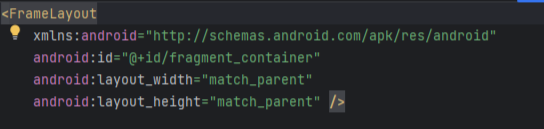 <FrameLayout
xmlns:android="http://schemas.android.com/apk/res/android"
android:id="@+id/fragment_container"
android:layout_width="match_parent"
android:layout_height="match_parent" />